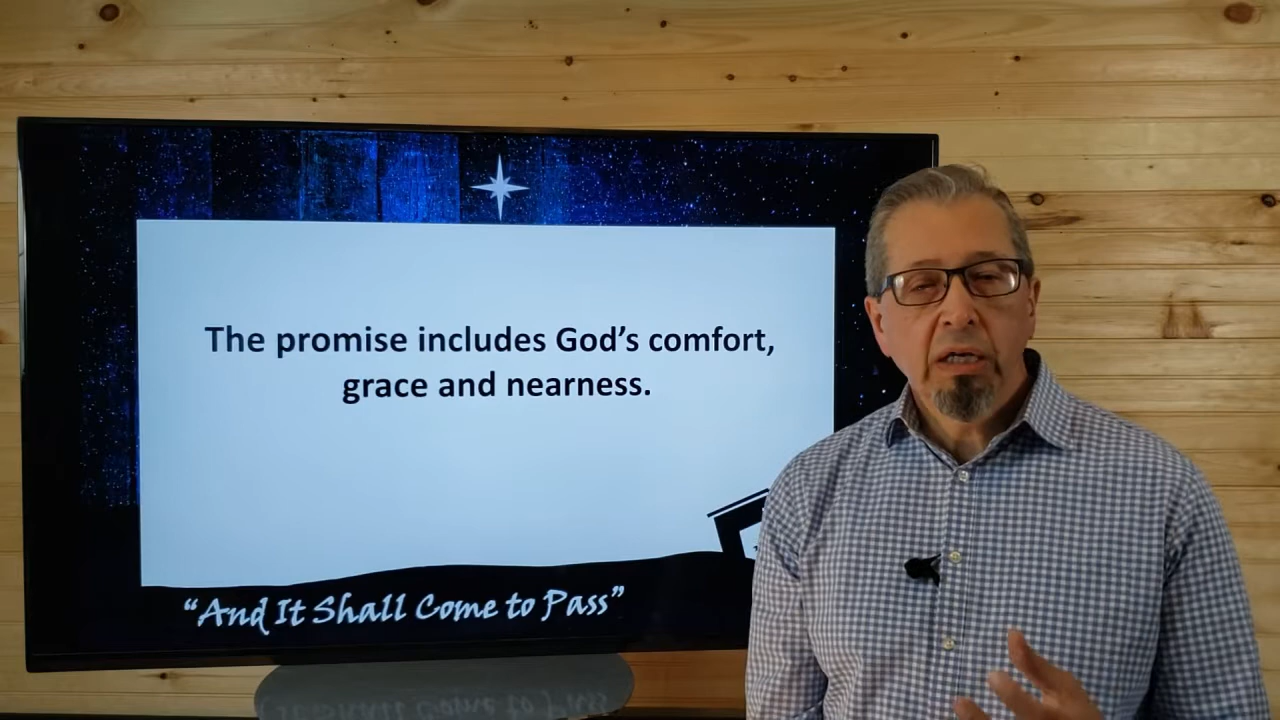 The promise includes God’s comfort,
grace and nearness.
“And It Shall Come to Pass”